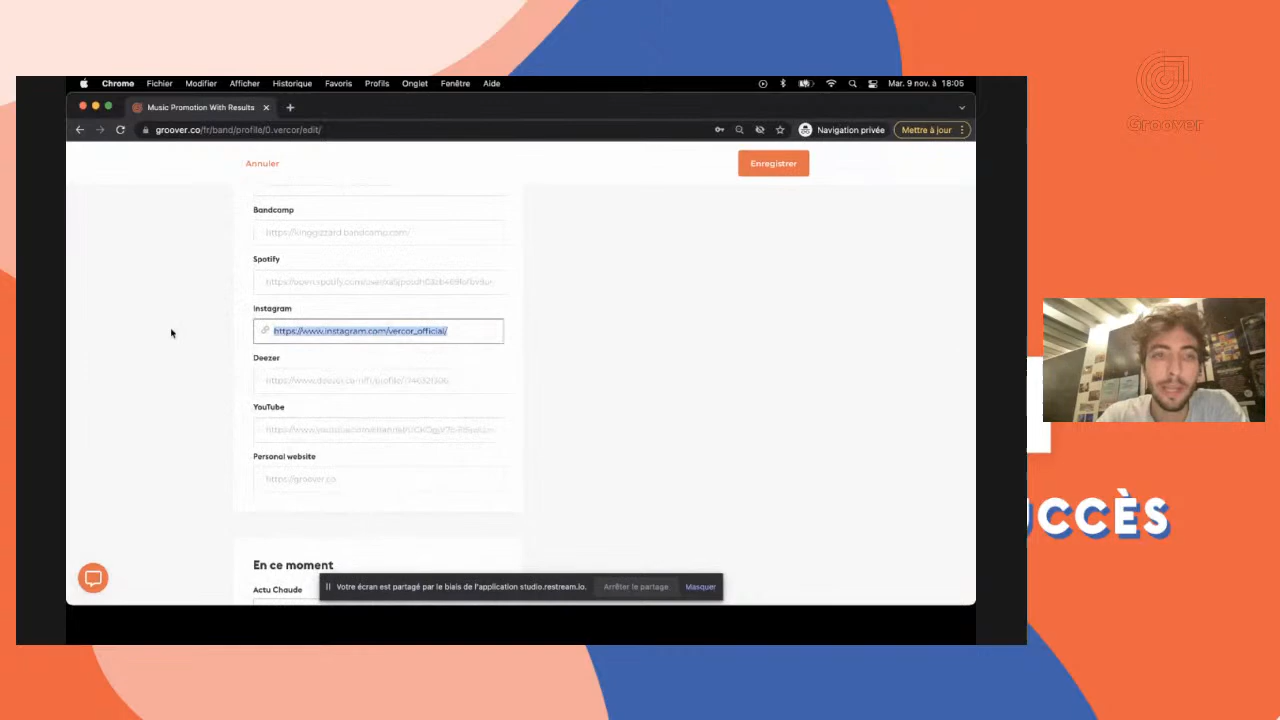 Chrome Fichier Modifier Afficher Historique Favoris Profils Onglet Fenêtre Aide Mar. 9 nov. à 18:05
Music Promotion With Results
groover.co/fr/band/profile/0.vercor/edit/ Navigation privée Mettre à jour
Groover
Annuler Enregistrer
Bandcamp
https://kinggizzard.bandcamp.com/
Spotify
Instagram
https://www.instagram.com/vercor_official/
Deezer
YouTube
Personal website
https://groover.co
UCCÈS
En ce moment
Actu Chaude
Votre écran est partagé par le biais de l'application studio.restream.io. Arrêter le partage Masquer